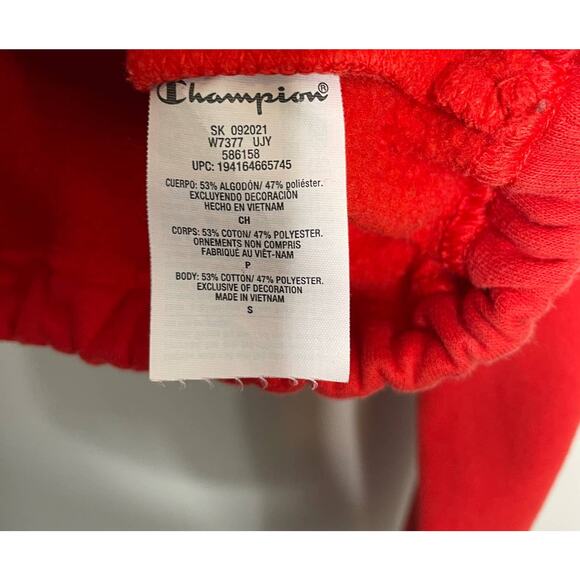 Champion®
SK 092021
W7377 UJY
586158
UPC: 194164665745
CUERPO: 53% ALGODÓN/ 47% poliéster.
EXCLUYENDO DECORACIÓN
HECHO EN VIETNAM
CH
CORPS: 53% COTON/ 47% POLYESTER.
ORNEMENTS NON COMPRIS
FABRIQUÉ AU VIÊT-NAM
P
BODY: 53% COTTON/ 47% POLYESTER.
EXCLUSIVE OF DECORATION
MADE IN VIETNAM
S